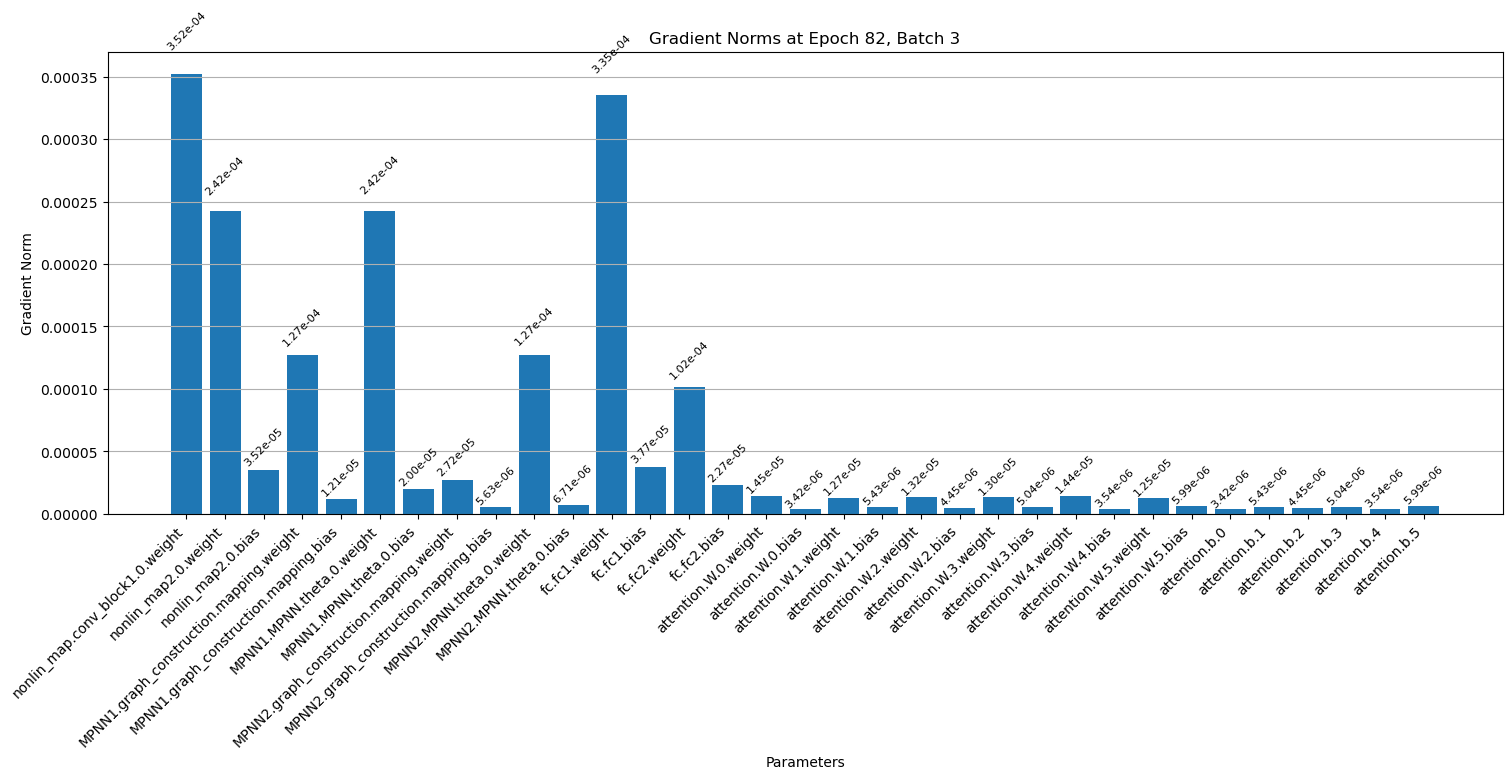 Gradient Norms at Epoch 82, Batch 3
Gradient Norm
0.00035
0.00030
0.00025
0.00020
0.00015
0.00010
0.00005
0.00000
3.52e-04
2.42e-04
3.52e-05
1.27e-04
1.21e-05
2.42e-04
2.00e-05
2.72e-05
5.63e-06
1.27e-04
6.71e-06
3.35e-04
3.77e-05
1.02e-04
2.27e-05
1.45e-05
3.42e-06
1.27e-05
5.43e-06
1.32e-05
4.45e-06
1.30e-05
5.04e-06
1.44e-05
3.54e-06
1.25e-05
5.99e-06
3.42e-06
5.43e-06
4.45e-06
5.04e-06
3.54e-06
5.99e-06
nonlin_map.conv_block1.0.weight
nonlin_map2.0.weight
nonlin_map2.0.bias
MPNN1.graph_construction.mapping.weight
MPNN1.graph_construction.mapping.bias
MPNN1.MPNN.theta.0.weight
MPNN1.MPNN.theta.0.bias
MPNN2.graph_construction.mapping.weight
MPNN2.graph_construction.mapping.bias
MPNN2.MPNN.theta.0.weight
MPNN2.MPNN.theta.0.bias
fc.fc1.weight
fc.fc1.bias
fc.fc2.weight
fc.fc2.bias
attention.W.0.weight
attention.W.0.bias
attention.W.1.weight
attention.W.1.bias
attention.W.2.weight
attention.W.2.bias
attention.W.3.weight
attention.W.3.bias
attention.W.4.weight
attention.W.4.bias
attention.W.5.weight
attention.W.5.bias
attention.b.0
attention.b.1
attention.b.2
attention.b.3
attention.b.4
attention.b.5
Parameters